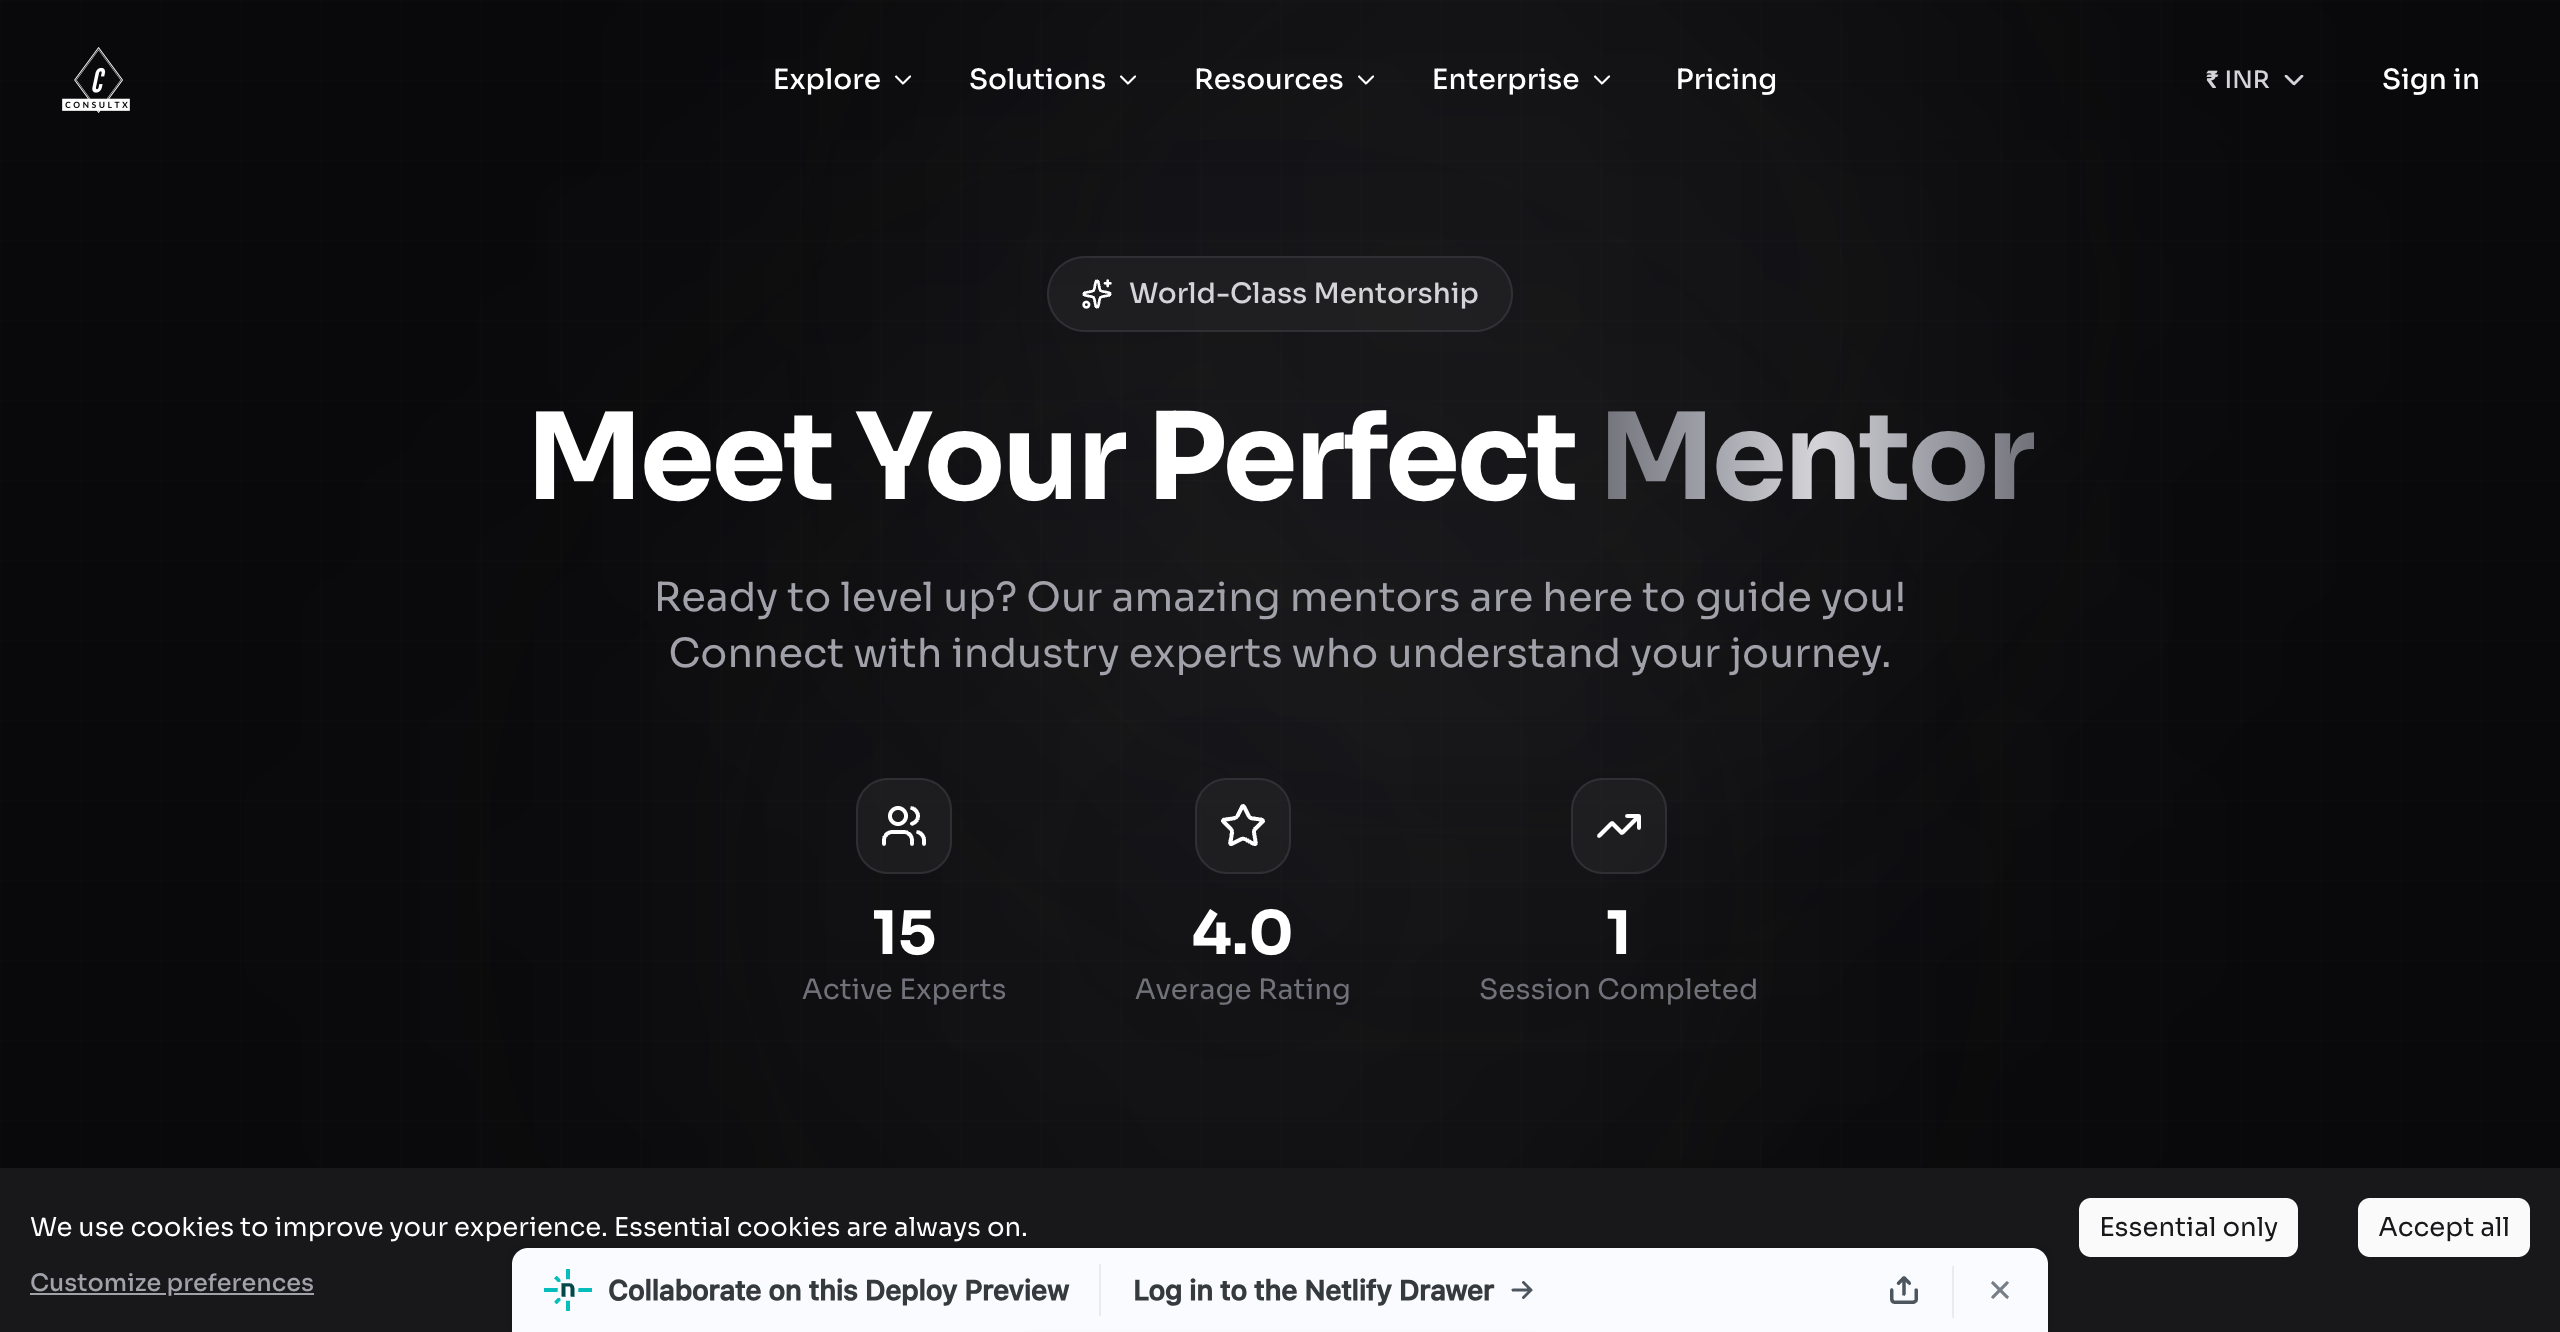 C
CONSULTX
Explore
Solutions
Resources
Enterprise
Pricing
₹ INR
Sign in
World-Class Mentorship
Meet Your Perfect Mentor
Ready to level up? Our amazing mentors are here to guide you!
Connect with industry experts who understand your journey.
15
Active Experts
4.0
Average Rating
1
Session Completed
We use cookies to improve your experience. Essential cookies are always on.
Customize preferences
Essential only
Accept all
n
Collaborate on this Deploy Preview
Log in to the Netlify Drawer →